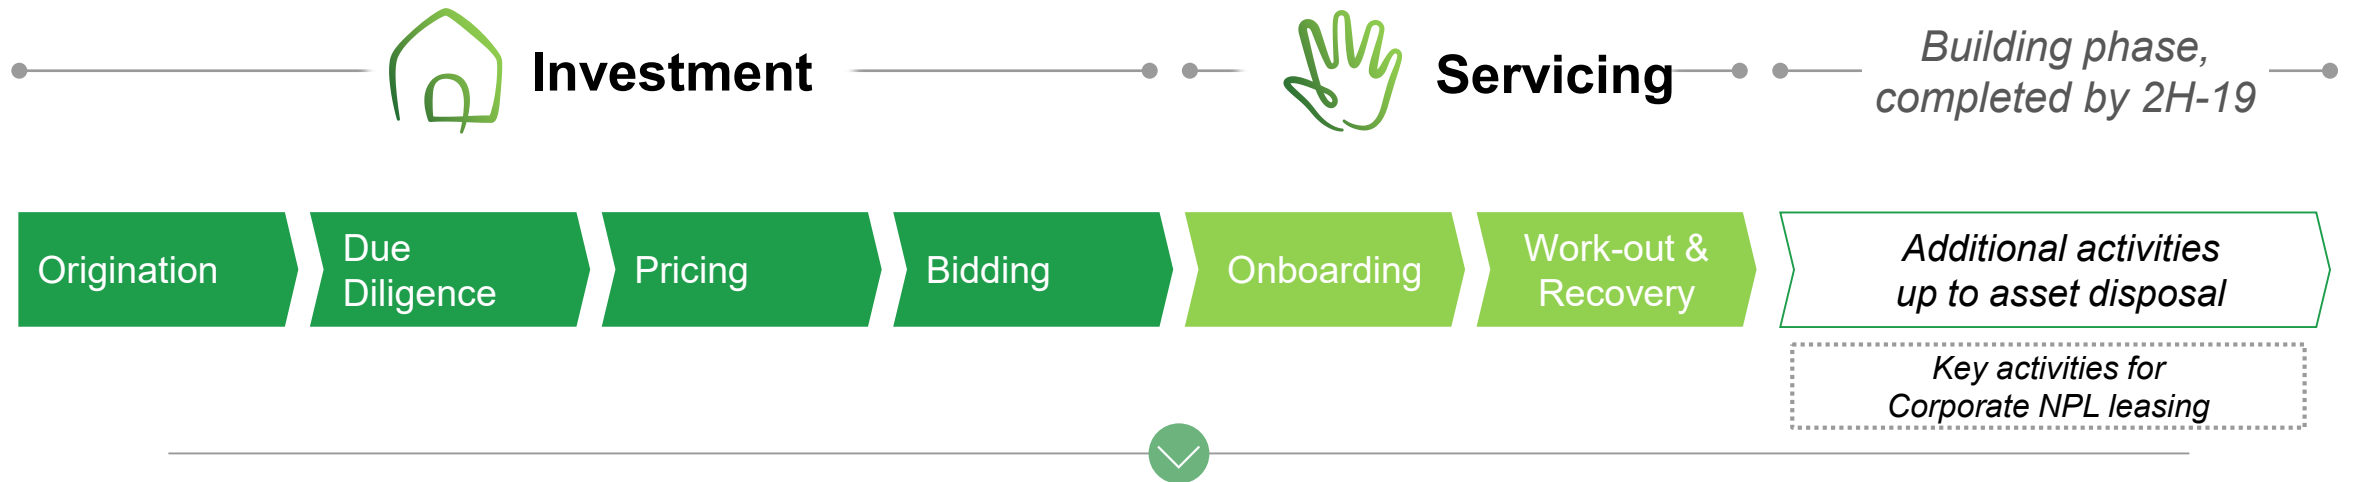 Investment
Servicing
Building phase,
completed by 2H-19
Origination
Due
Diligence
Pricing
Bidding
Onboarding
Work-out &
Recovery
Additional activities
up to asset disposal
Key activities for
Corporate NPL leasing